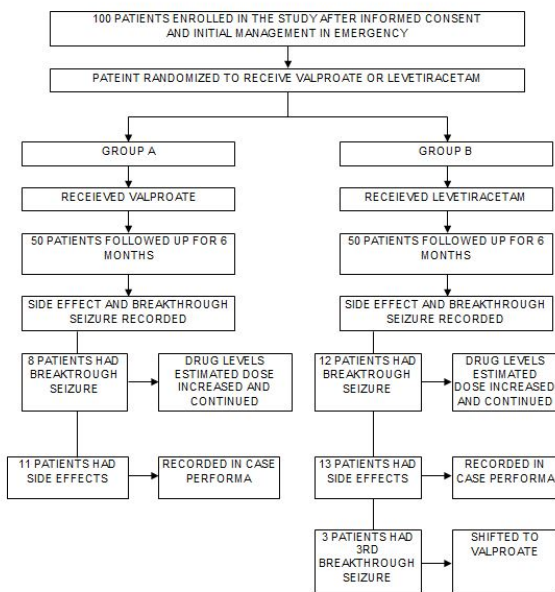 100 PATIENTS ENROLLED IN THE STUDY AFTER INFORMED CONSENT
AND INITIAL MANAGEMENT IN EMERGENCY
PATEINT RANDOMIZED TO RECEIVE VALPROATE OR LEVETIRACETAM
GROUP A
RECEIEVED VALPROATE
50 PATIENTS FOLLOWED UP FOR 6
MONTHS
SIDE EFFECT AND BREAKTHROUGH
SEIZURE RECORDED
8 PATIENTS HAD
BREAKTROUGH
SEIZURE
DRUG LEVELS
ESTIMATED DOSE
INCREASED AND
CONTINUED
11 PATIENTS HAD
SIDE EFFECTS
RECORDED IN CASE
PERFORMA
GROUP B
RECEIEVED LEVETIRACETAM
50 PATIENTS FOLLOWED UP FOR 6
MONTHS
SIDE EFFECT AND BREAKTHROUGH
SEIZURE RECORDED
12 PATIENTS HAD
BREAKTROUGH
SEIZURE
DRUG LEVELS
ESTIMATED
DOSE INCREASED
AND CONTINUED
13 PATIENTS HAD
SIDE EFFECTS
RECORDED IN
CASE PERFORMA
3 PATIENTS HAD
3RD
BREAKTHROUGH
SEIZURE
SHIFTED TO
VALPROATE